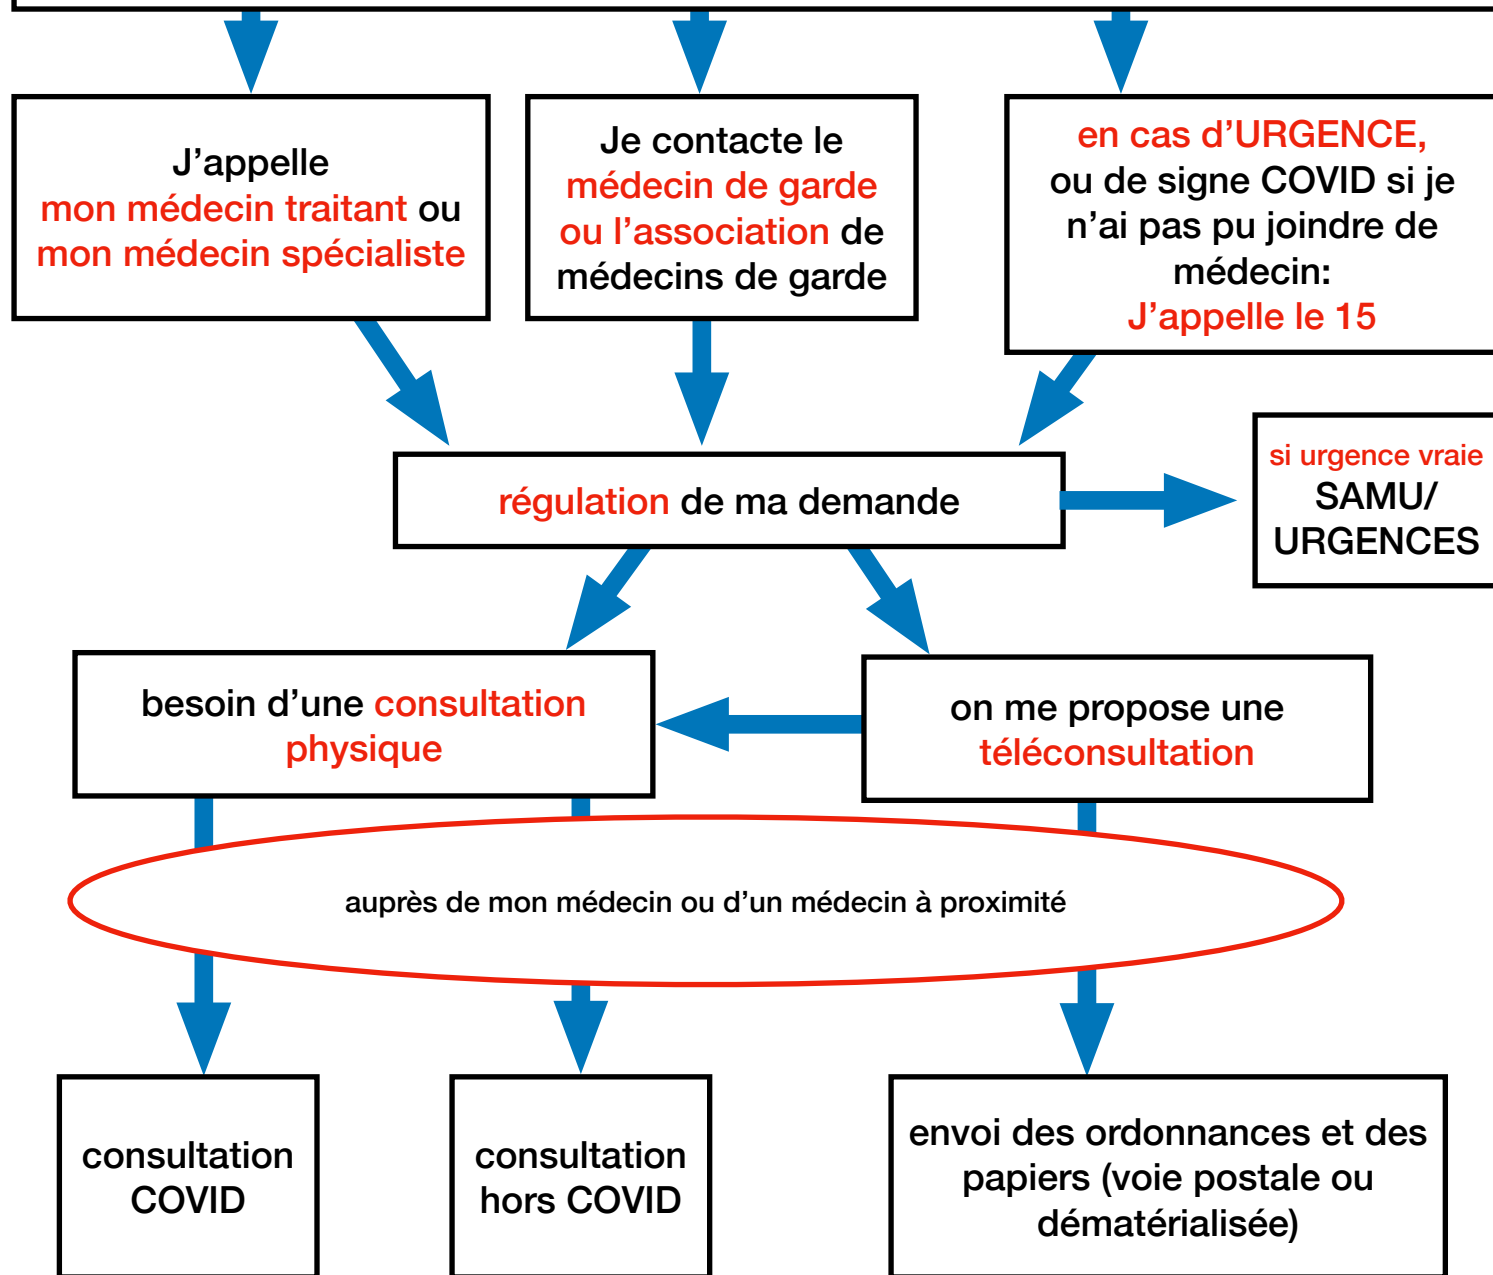 J’appelle
mon médecin traitant ou
mon médecin spécialiste
Je contacte le
médecin de garde
ou l’association de
médecins de garde
en cas d’URGENCE,
ou de signe COVID si je
n’ai pas pu joindre de
médecin:
J’appelle le 15
régulation de ma demande
si urgence vraie
SAMU/
URGENCES
besoin d’une consultation
physique
on me propose une
téléconsultation
auprès de mon médecin ou d’un médecin à proximité
consultation
COVID
consultation
hors COVID
envoi des ordonnances et des
papiers (voie postale ou
dématérialisée)